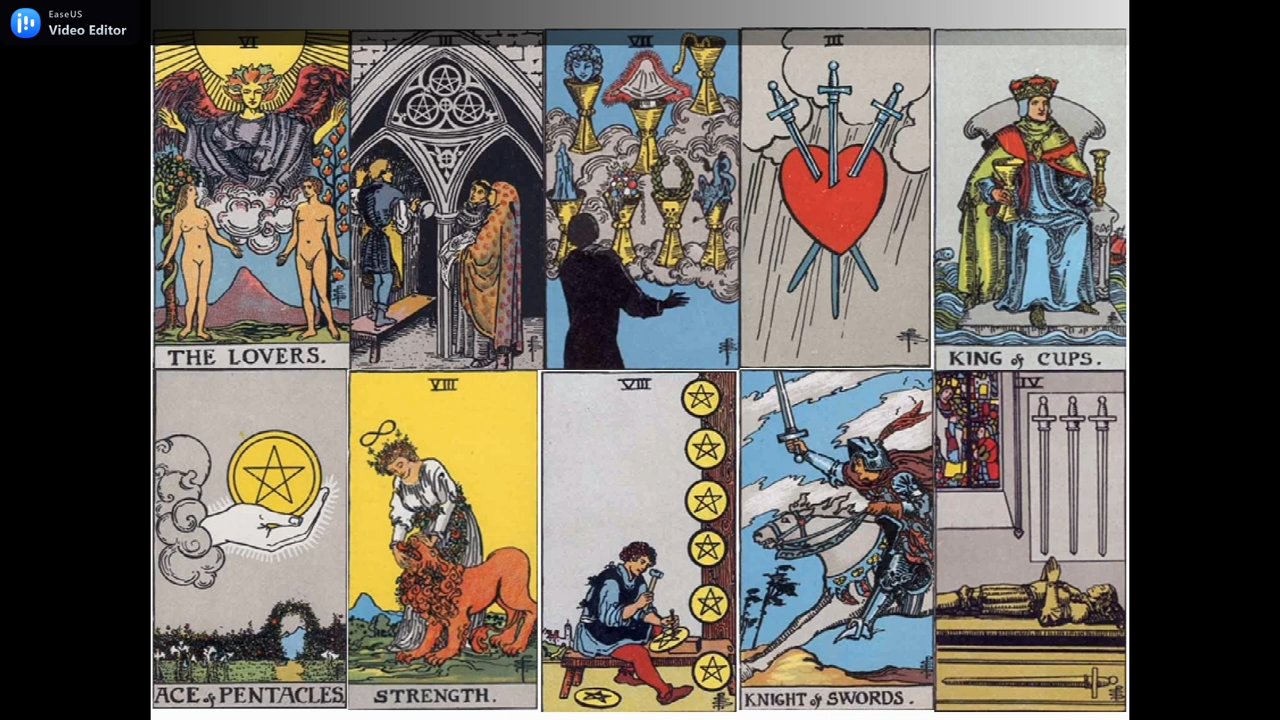 EaseUS
Video Editor
VI
III
VII
III
THE LOVERS.
KING of CUPS.
VIII
VIII
IV
ACE of PENTACLES
STRENGTH.
KNIGHT of SWORDS.